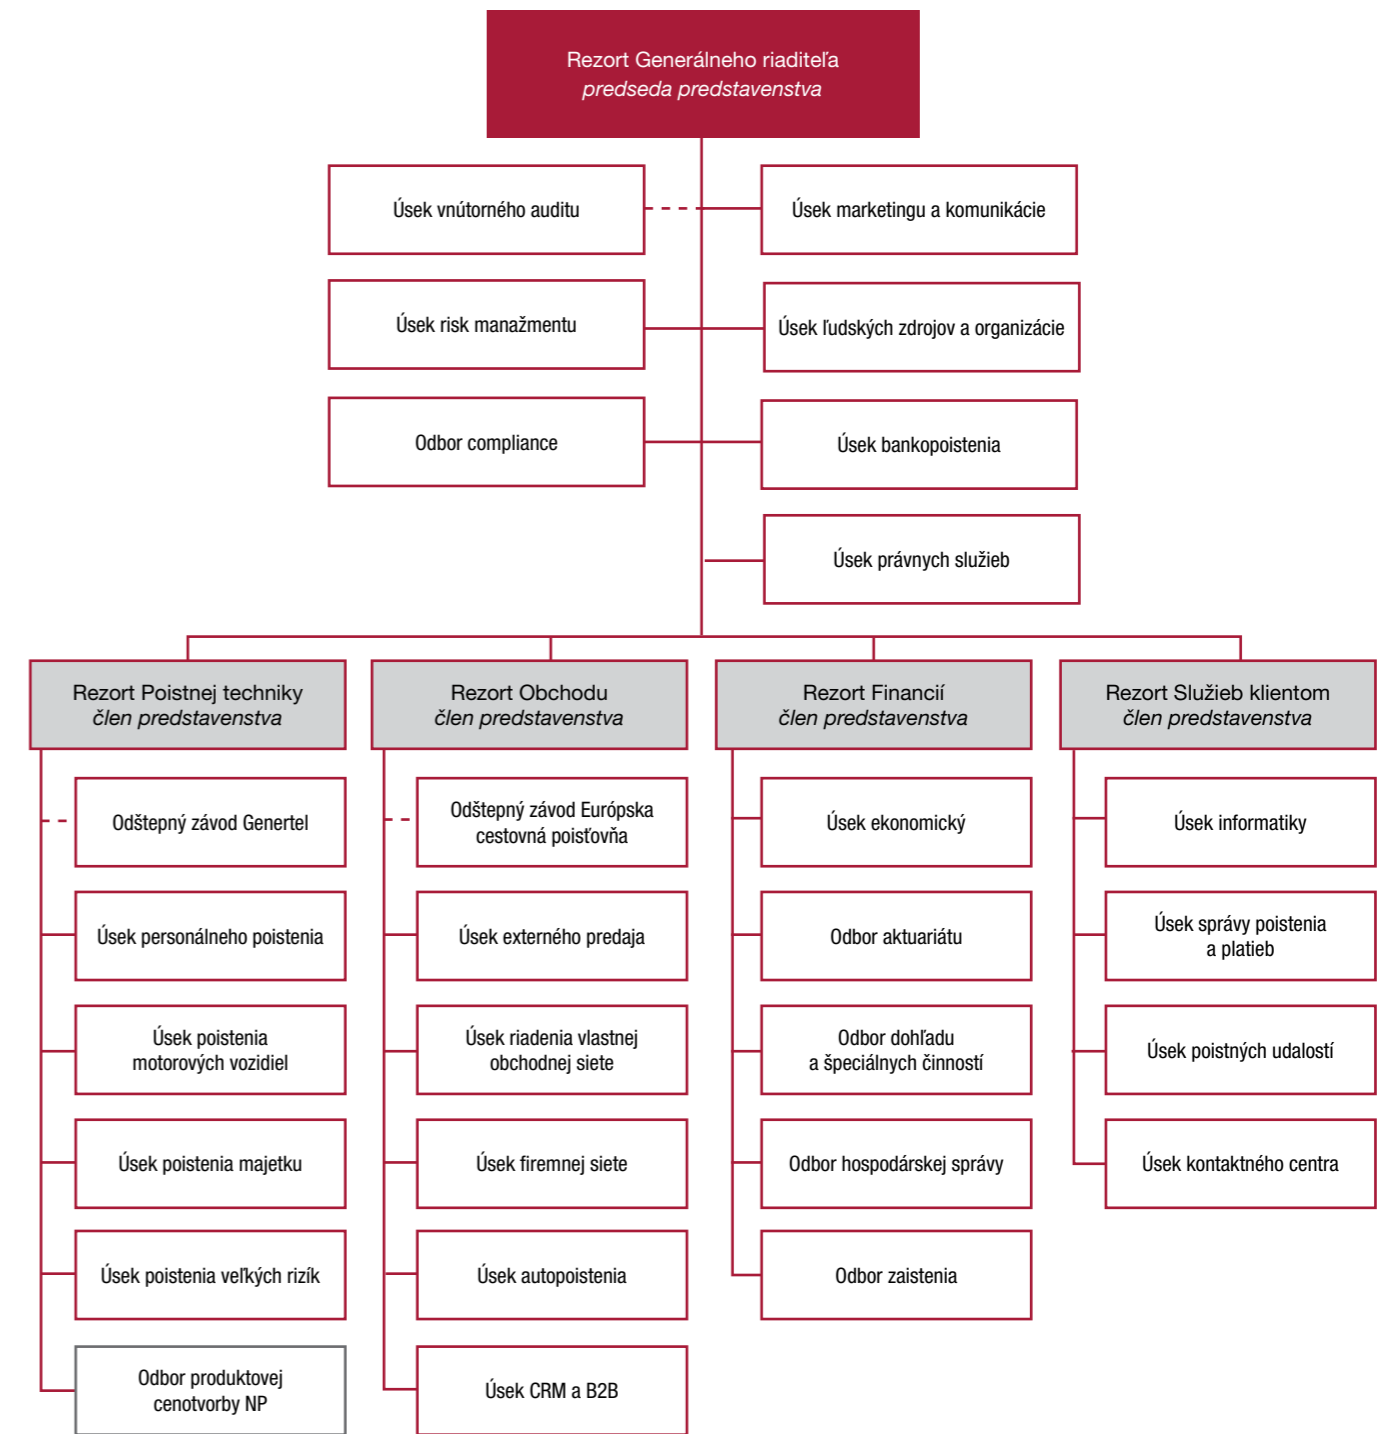 Rezort Generálneho riaditeľa
predseda predstavenstva
Úsek vnútorného auditu
Úsek marketingu a komunikácie
Úsek risk manažmentu
Úsek ľudských zdrojov a organizácie
Odbor compliance
Úsek bankopoistenia
Úsek právnych služieb
Rezort Poistnej techniky
člen predstavenstva
Odštepný závod Genertel
Úsek personálneho poistenia
Úsek poistenia
motorových vozidiel
Úsek poistenia majetku
Úsek poistenia veľkých rizík
Odbor produktovej
cenotvorby NP
Rezort Obchodu
člen predstavenstva
Odštepný závod Európska
cestovná poisťovňa
Úsek externého predaja
Úsek riadenia vlastnej
obchodnej siete
Úsek firemnej siete
Úsek autopoistenia
Úsek CRM a B2B
Rezort Financií
člen predstavenstva
Úsek ekonomický
Odbor aktuariátu
Odbor dohľadu
a špeciálnych činností
Odbor hospodárskej správy
Odbor zaistenia
Rezort Služieb klientom
člen predstavenstva
Úsek informatiky
Úsek správy poistenia
a platieb
Úsek poistných udalostí
Úsek kontaktného centra